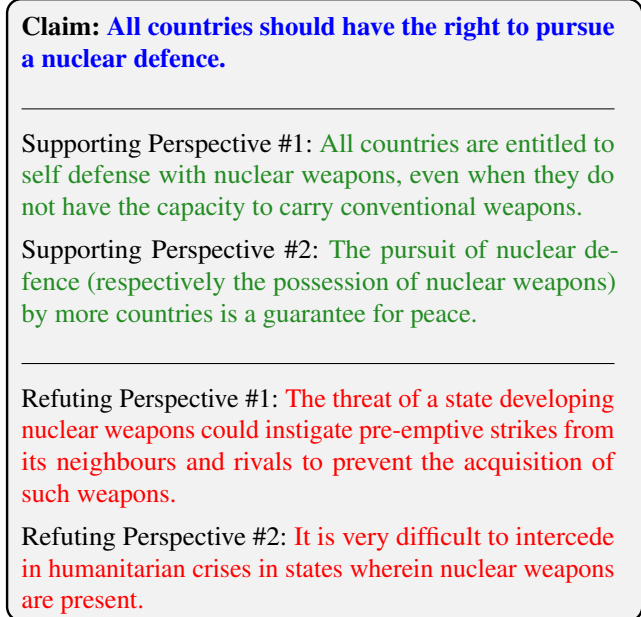 Claim: All countries should have the right to pursue
a nuclear defence.
Supporting Perspective #1: All countries are entitled to
self defense with nuclear weapons, even when they do
not have the capacity to carry conventional weapons.
Supporting Perspective #2: The pursuit of nuclear de-
fence (respectively the possession of nuclear weapons)
by more countries is a guarantee for peace.
Refuting Perspective #1: The threat of a state developing
nuclear weapons could instigate pre-emptive strikes from
its neighbours and rivals to prevent the acquisition of
such weapons.
Refuting Perspective #2: It is very difficult to intercede
in humanitarian crises in states wherein nuclear weapons
are present.